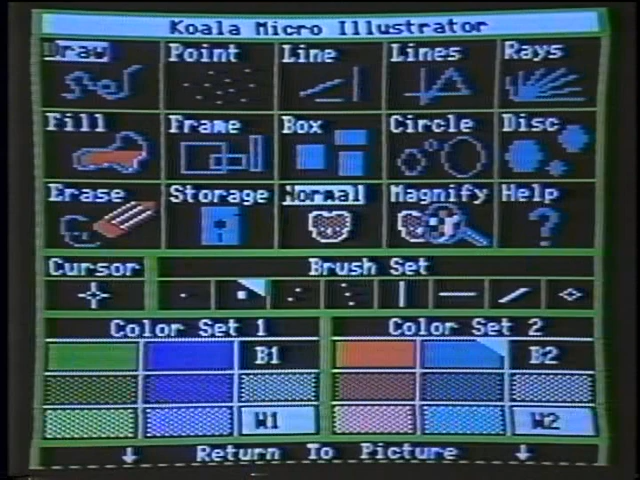 Koala Micro Illustrator
Draw Point Line Lines Rays
Fill Frame Box Circle Disc
Erase Storage Normal Magnify Help
Cursor Brush Set
Color Set 1 Color Set 2
B1 B2
W1 W2
Return To Picture